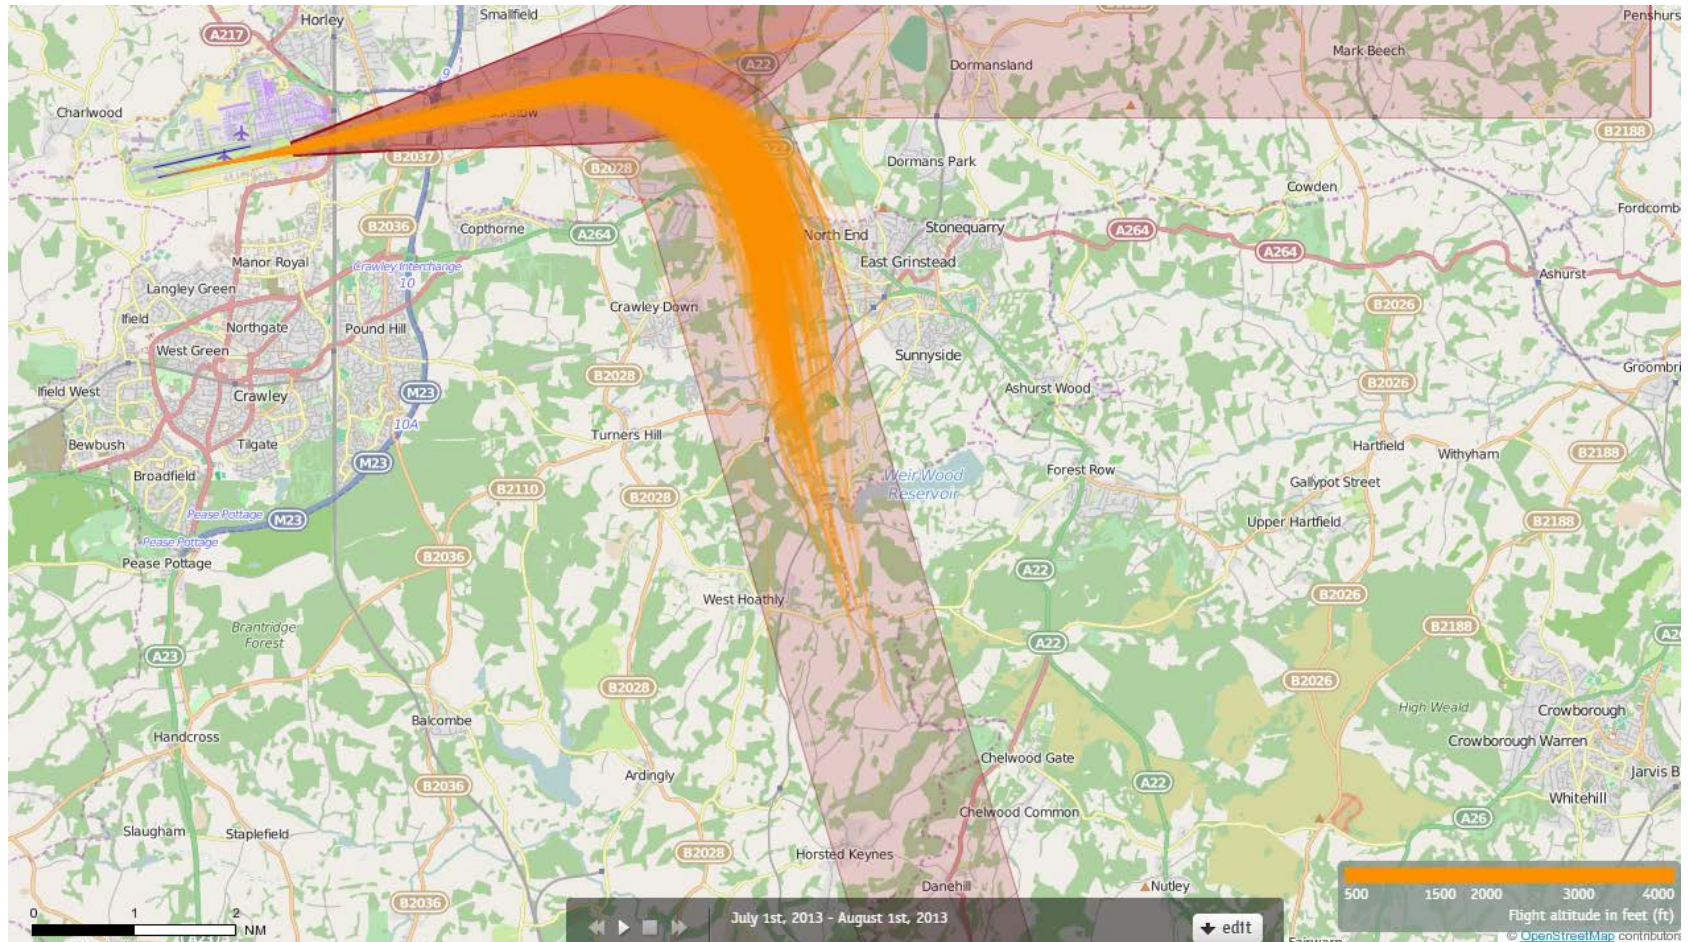 Smallfield
Horley
Penshurs
A217
A22
Mark Beech
Dormansland
9
Charlwood
B2188
B2037
A22
Dormans Park
B2028
Cowden
Fordcomb
B2036
Copthorne
A264
North End
Stonequarry
A264
A264
Manor Royal
Crawley Interchange
10
East Grinstead
Ashurst
Langley Green
Crawley Down
B2026
Ifield
Northgate
Pound Hill
West Green
Sunnyside
Ifield West
B2028
Groombri
Crawley
M23
Ashurst Wood
B2026
10A
Bewbush
Tilgate
Turners Hill
Hartfield
Withyham
B2188
Broadfield
M23
Weir Wood
Reservoir
Forest Row
Gallypot Street
B2110
B2028
Pease Pottage
M23
Upper Hartfield
B2188
Pease Pottage
Pease Pottage
B2036
A22
West Hoathly
B2026
Brantridge
Forest
B2188
A22
A23
B2028
B2026
High Weald
Crowborough
Balcombe
Handcross
Crowborough Warren
Chelwood Gate
Ardingly
Jarvis B
B2036
A22
Whitehill
Chelwood Common
A26
Slaugham
Staplefield
B2028
Horsted Keynes
Danehill
Nutley
B2036
0 1 2
NM
July 1st, 2013 - August 1st, 2013
edit
500 1500 2000 3000 4000
Flight altitude in feet (ft)
© OpenStreetMap contributors